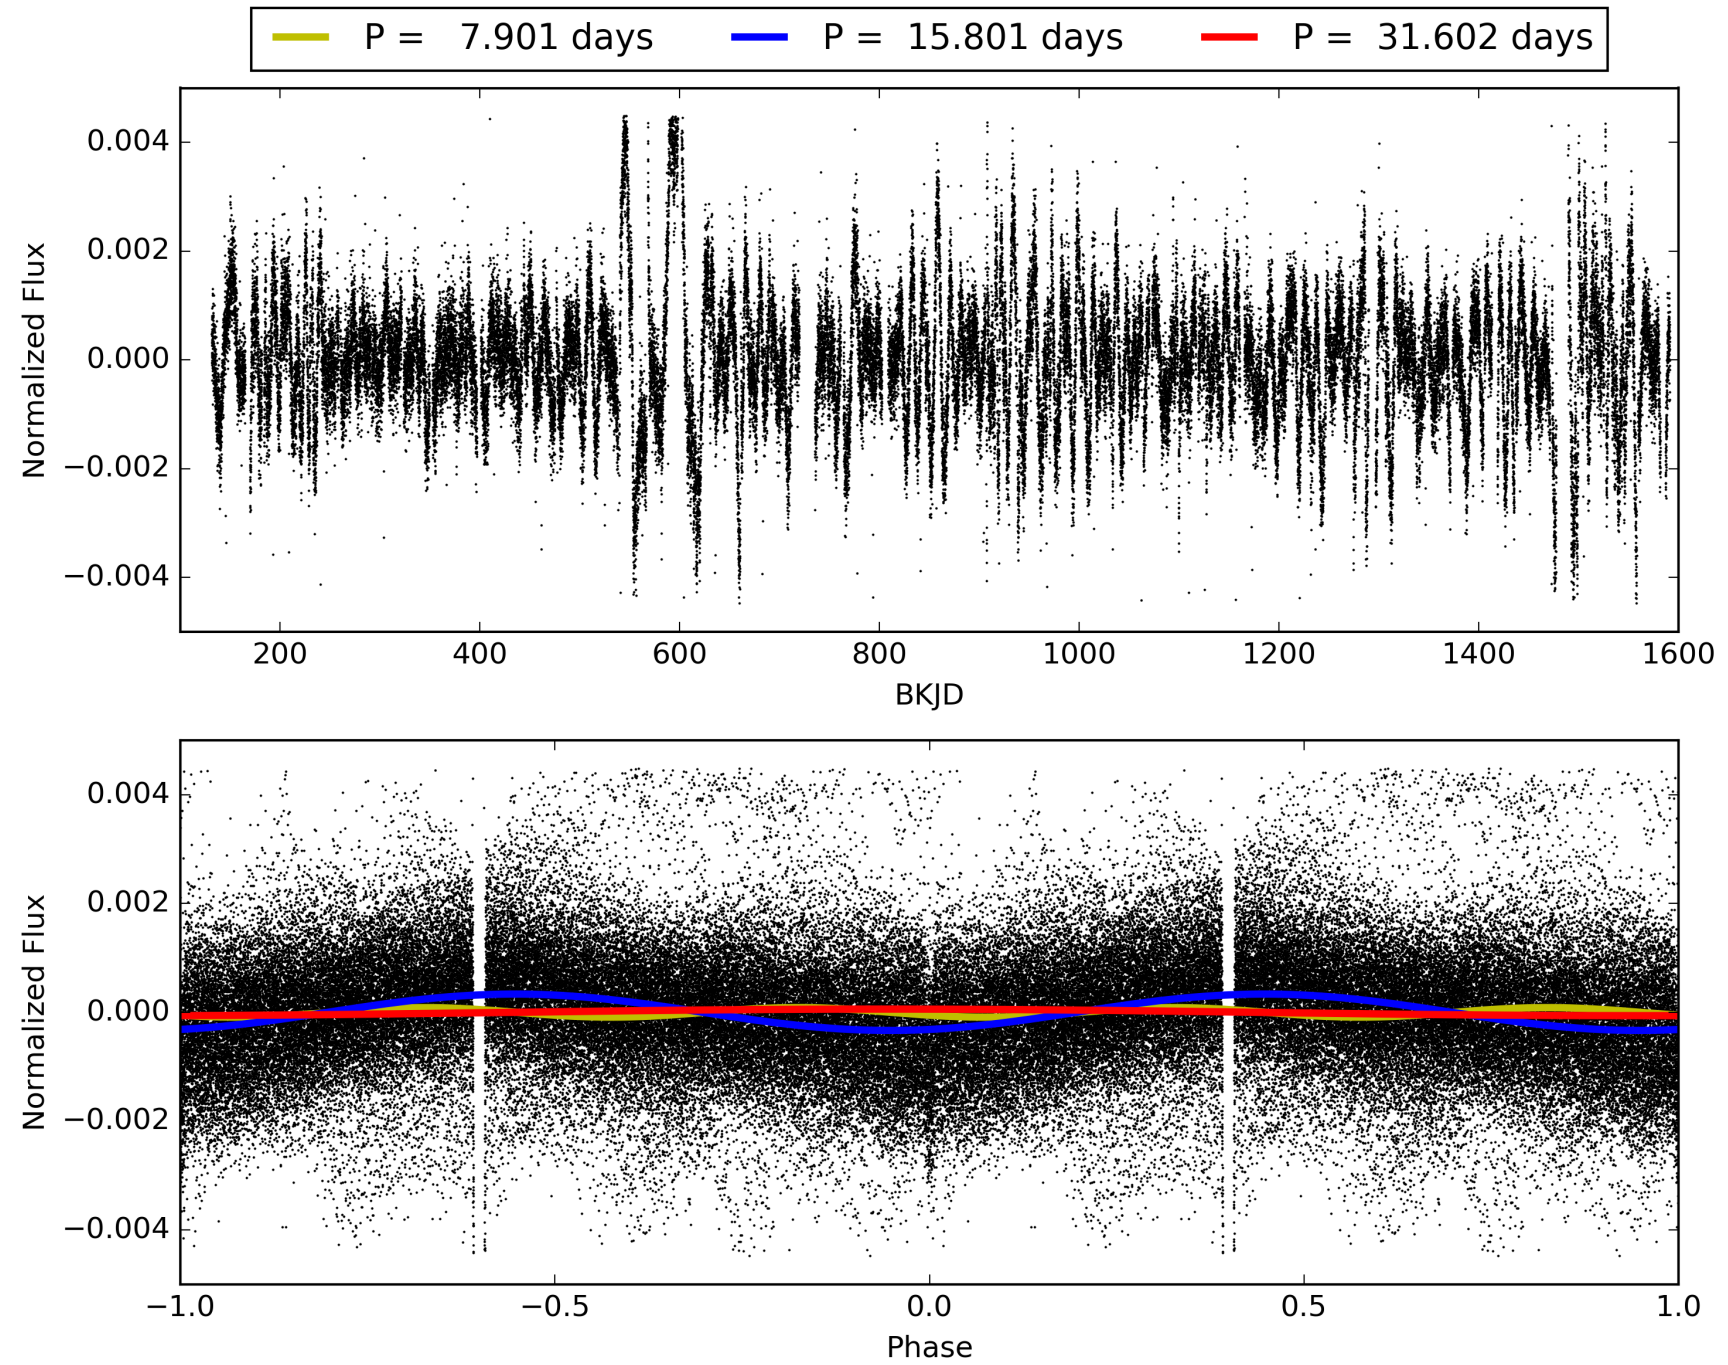 P = 7.901 days P = 15.801 days P = 31.602 days
0.004
0.002
0.000
−0.002
−0.004
Normalized Flux
200 400 600 800 1000 1200 1400 1600
BKJD
0.004
0.002
0.000
−0.002
−0.004
Normalized Flux
−1.0 −0.5 0.0 0.5 1.0
Phase